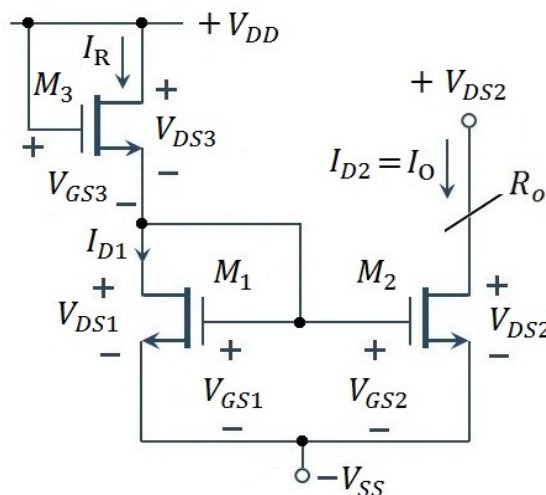 + V_DD
I_R
M_3
+
+
V_DS3
−
V_GS3
−
+ V_DS2
I_D2 = I_O
R_o
I_D1
M_1
M_2
+
V_DS1
−
+
V_DS2
−
+
V_GS1
−
+
V_GS2
−
−V_SS